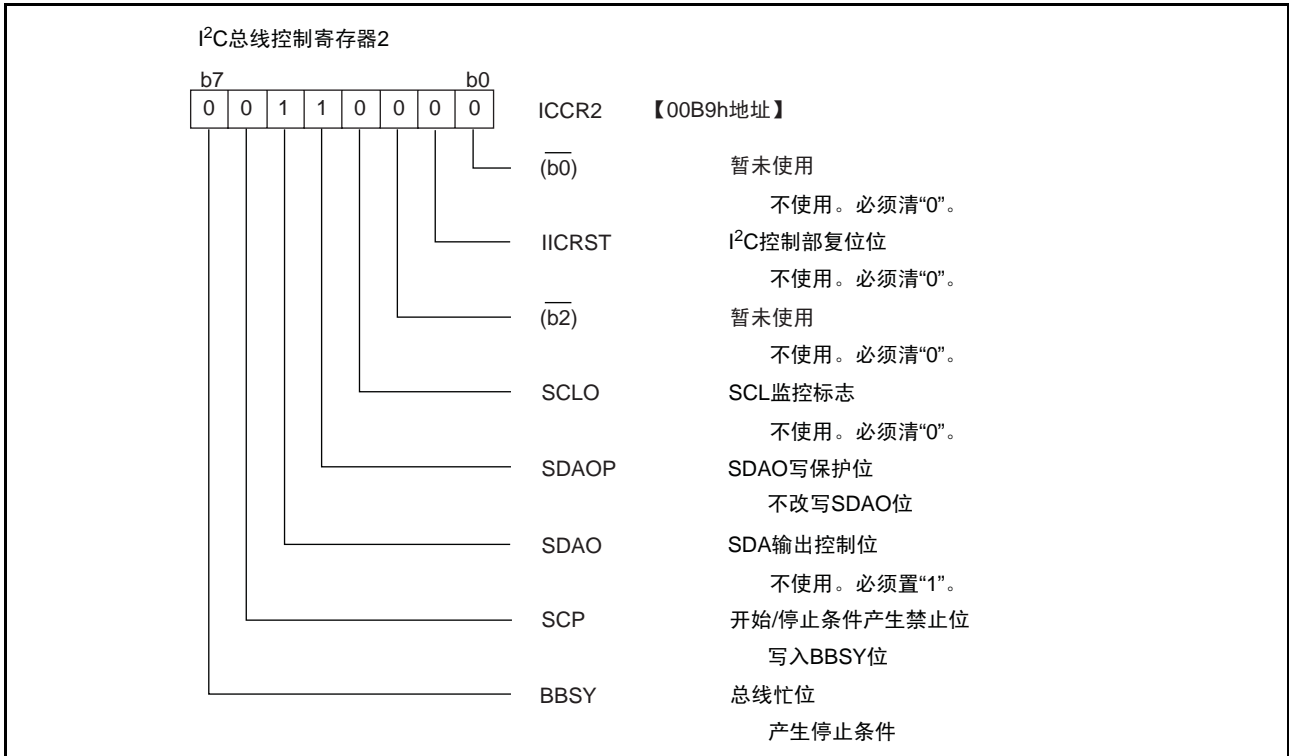 I²C总线控制寄存器2
b7 b0
0 0 1 1 0 0 0 0 ICCR2 【00B9h地址】
(b0) 暂未使用
不使用。必须清“0”。
IICRST I²C控制部复位位
不使用。必须清“0”。
(b2) 暂未使用
不使用。必须清“0”。
SCLO SCL监控标志
不使用。必须清“0”。
SDAOP SDAO写保护位
不改写SDAO位
SDAO SDA输出控制位
不使用。必须置“1”。
SCP 开始/停止条件产生禁止位
写入BBSY位
BBSY 总线忙位
产生停止条件